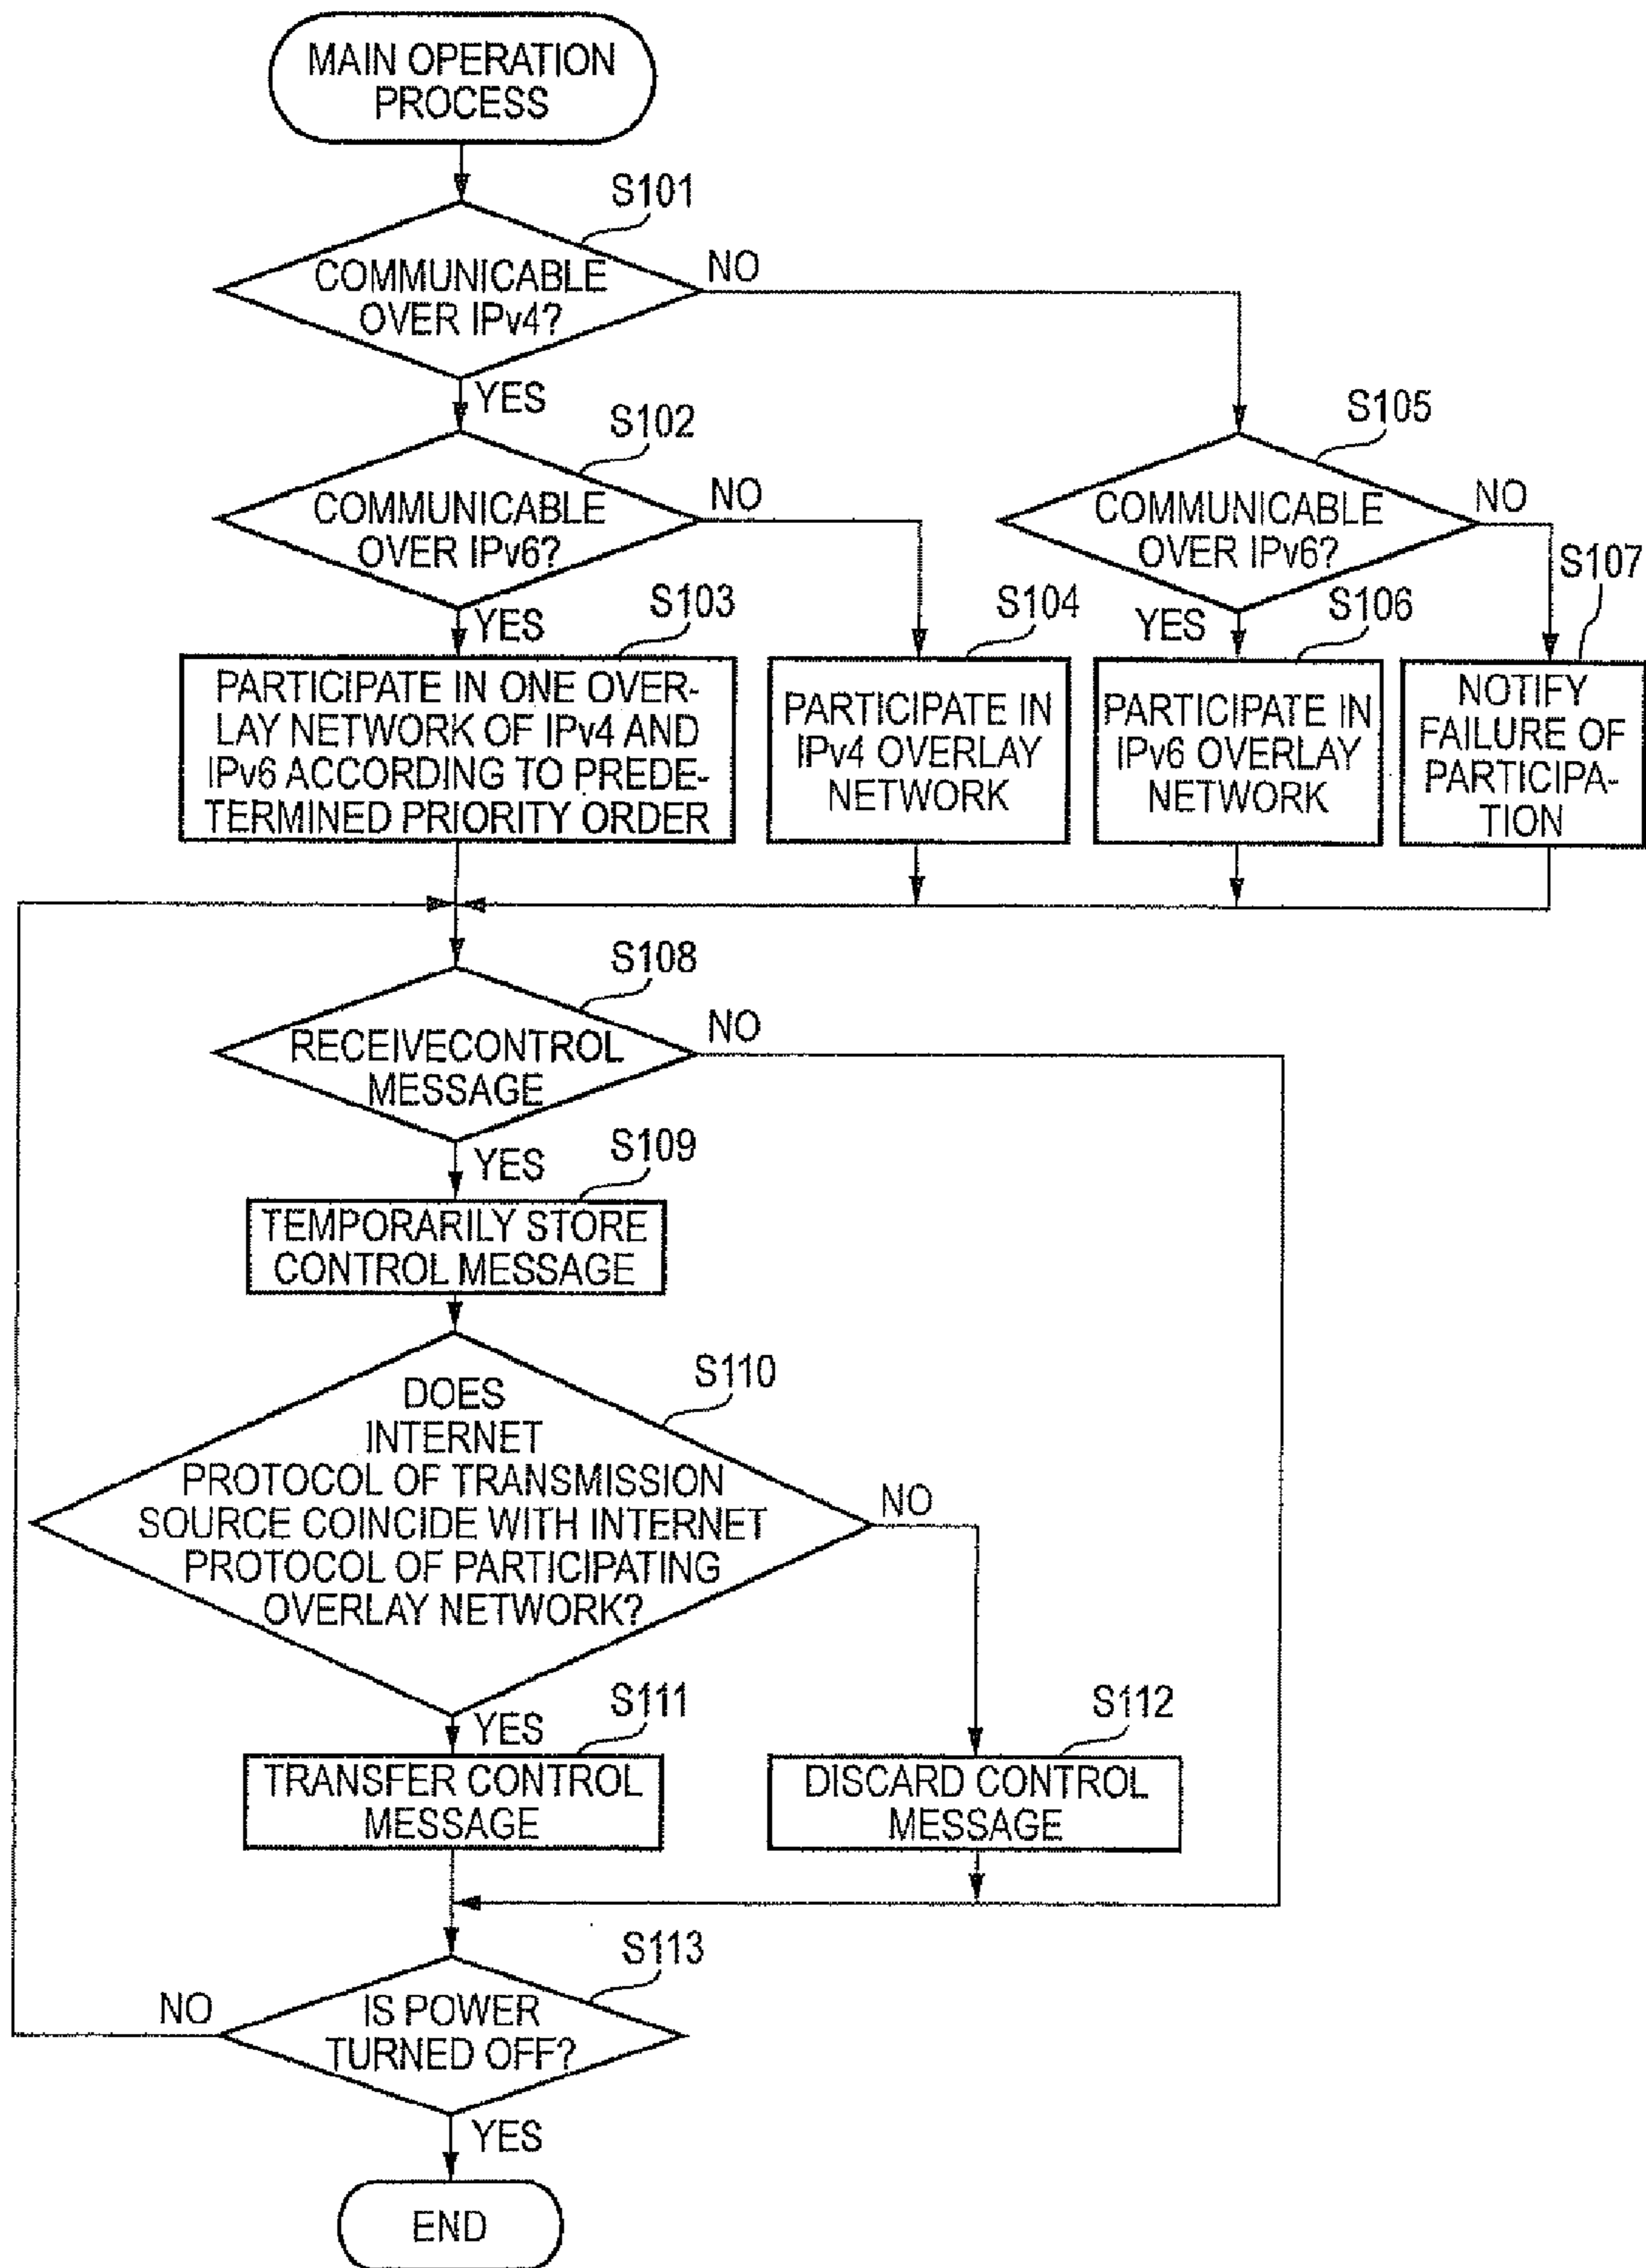 MAIN OPERATION
PROCESS
S101
COMMUNICABLE
OVER IPv4?
NO
YES
S102
COMMUNICABLE
OVER IPv6?
NO
YES
S105
COMMUNICABLE
OVER IPv6?
NO
YES
S103
PARTICIPATE IN ONE OVER-
LAY NETWORK OF IPv4 AND
IPv6 ACCORDING TO PREDE-
TERMINED PRIORITY ORDER
S104
PARTICIPATE IN
IPv4 OVERLAY
NETWORK
S106
PARTICIPATE IN
IPv6 OVERLAY
NETWORK
S107
NOTIFY
FAILURE OF
PARTICIPA-
TION
S108
RECEIVECONTROL
MESSAGE
NO
YES
S109
TEMPORARILY STORE
CONTROL MESSAGE
S110
DOES
INTERNET
PROTOCOL OF TRANSMISSION
SOURCE COINCIDE WITH INTERNET
PROTOCOL OF PARTICIPATING
OVERLAY NETWORK?
NO
YES
S111
TRANSFER CONTROL
MESSAGE
S112
DISCARD CONTROL
MESSAGE
S113
IS POWER
TURNED OFF?
NO
YES
END